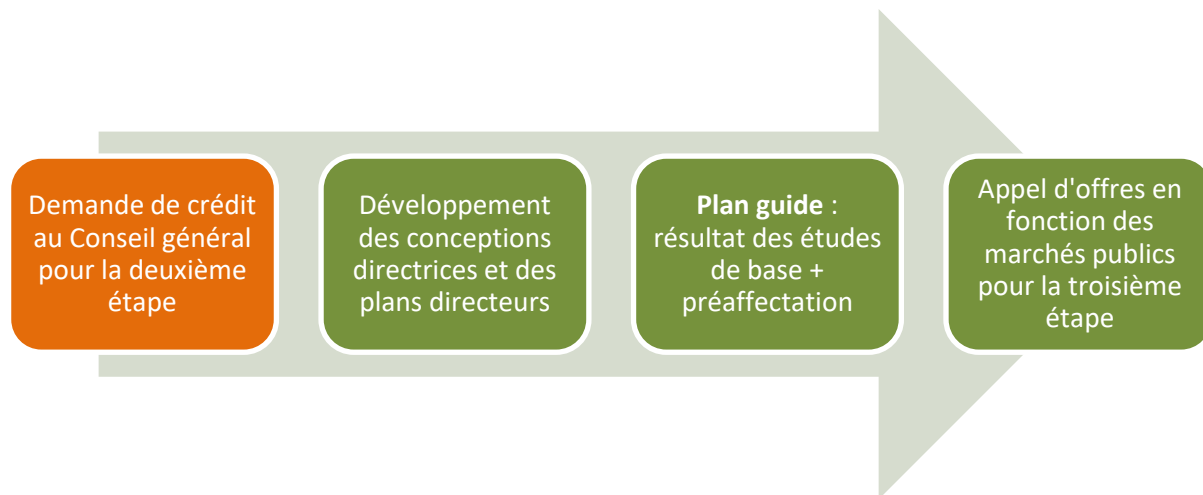 Demande de crédit
au Conseil général
pour la deuxième
étape
Développement
des conceptions
directrices et des
plans directeurs
Plan guide :
résultat des études
de base +
préaffectation
Appel d'offres en
fonction des
marchés publics
pour la troisième
étape